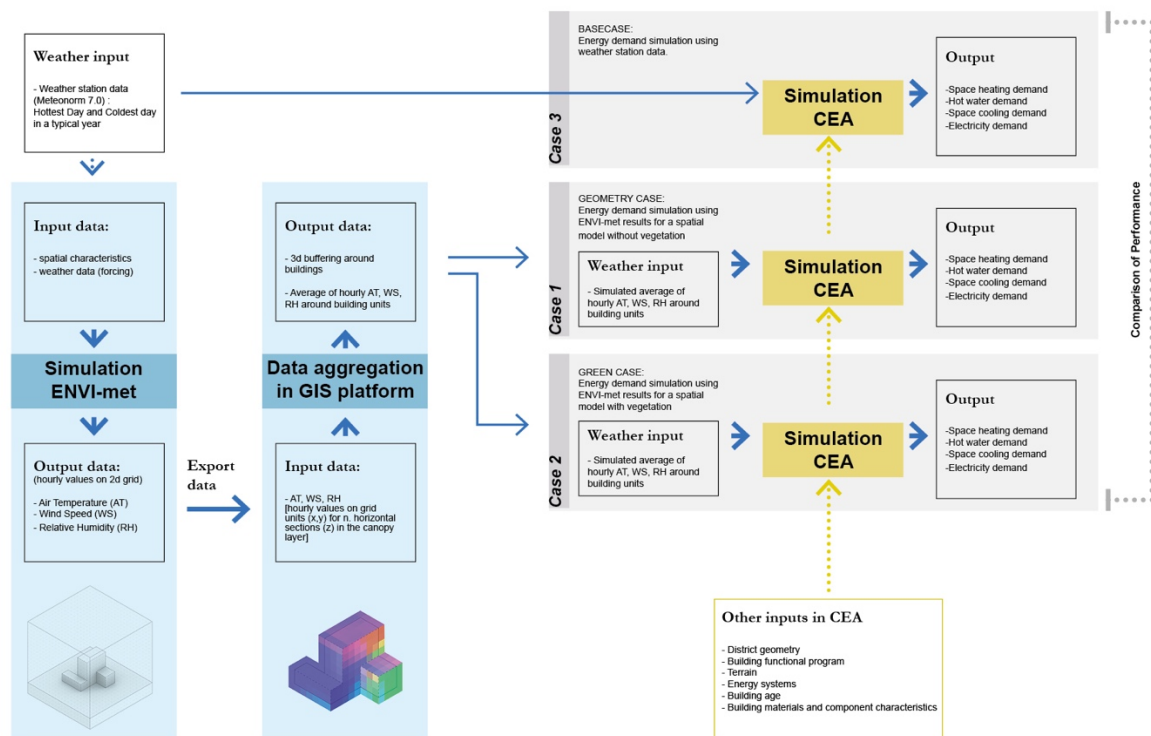 Weather input
- Weather station data
(Meteonorm 7.0) :
Hottest Day and Coldest day
in a typical year
Input data:
- spatial characteristics
- weather data (forcing)
Simulation
ENVI-met
Output data:
(hourly values on 2d grid)
- Air Temperature (AT)
- Wind Speed (WS)
- Relative Humidity (RH)
Export
data
Output data:
- 3d buffering around
buildings
- Average of hourly AT, WS,
RH around building units
Data aggregation
in GIS platform
Input data:
- AT, WS, RH
[hourly values on grid
units (x,y) for n. horizontal
sections (z) in the canopy
layer]
Case 3
BASECASE:
Energy demand simulation using
weather station data.
Simulation
CEA
Output
-Space heating demand
-Hot water demand
-Space cooling demand
-Electricity demand
Case 1
GEOMETRY CASE:
Energy demand simulation using
ENVI-met results for a spatial
model without vegetation
Weather input
- Simulated average of
hourly AT, WS, RH around
building units
Simulation
CEA
Output
-Space heating demand
-Hot water demand
-Space cooling demand
-Electricity demand
Case 2
GREEN CASE:
Energy demand simulation using
ENVI-met results for a spatial
model with vegetation
Weather input
- Simulated average of
hourly AT, WS, RH around
building units
Simulation
CEA
Output
-Space heating demand
-Hot water demand
-Space cooling demand
-Electricity demand
Comparison of Performance
Other inputs in CEA
- District geometry
- Building functional program
- Terrain
- Energy systems
- Building age
- Building materials and component characteristics